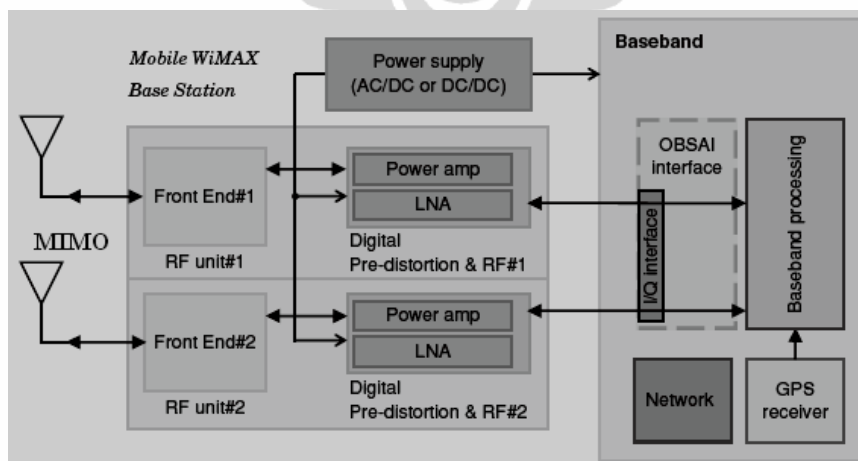 Mobile WiMAX
Base Station
Power supply
(AC/DC or DC/DC)
Baseband
OBSAI
interface
Front End#1
Power amp
LNA
I/Q interface
Baseband processing
MIMO
RF unit#1
Digital
Pre-distortion & RF#1
Front End#2
Power amp
LNA
RF unit#2
Digital
Pre-distortion & RF#2
Network
GPS
receiver